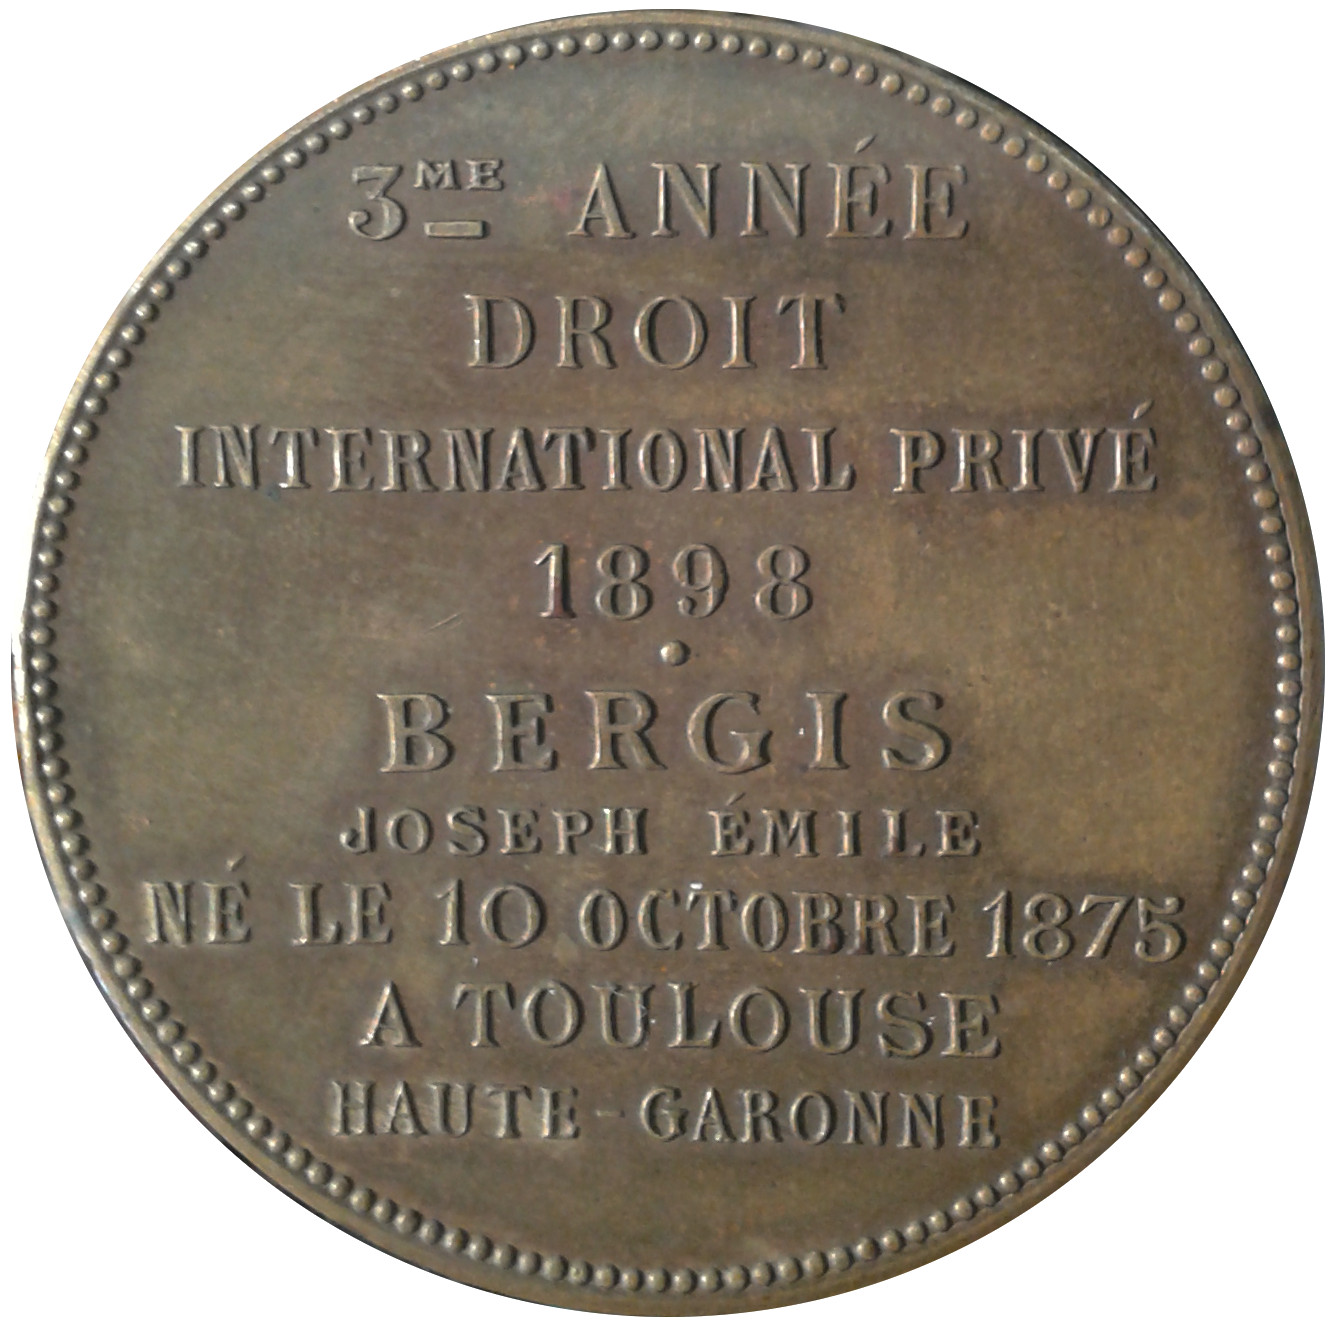 3ME ANNÉE
DROIT
INTERNATIONAL PRIVÉ
1898
BERGIS
JOSEPH ÉMILE
NÉ LE 10 OCTOBRE 1875
A TOULOUSE
HAUTE-GARONNE